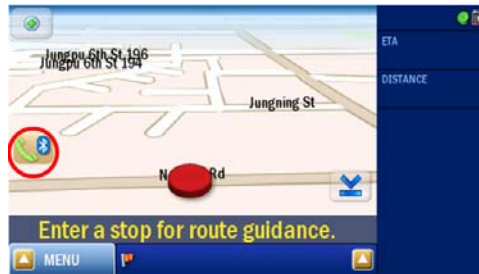 Jungpu 6th St 196
Jungpu 6th St 194
Jungning St
N Rd
Enter a stop for route guidance.
MENU
ETA
DISTANCE